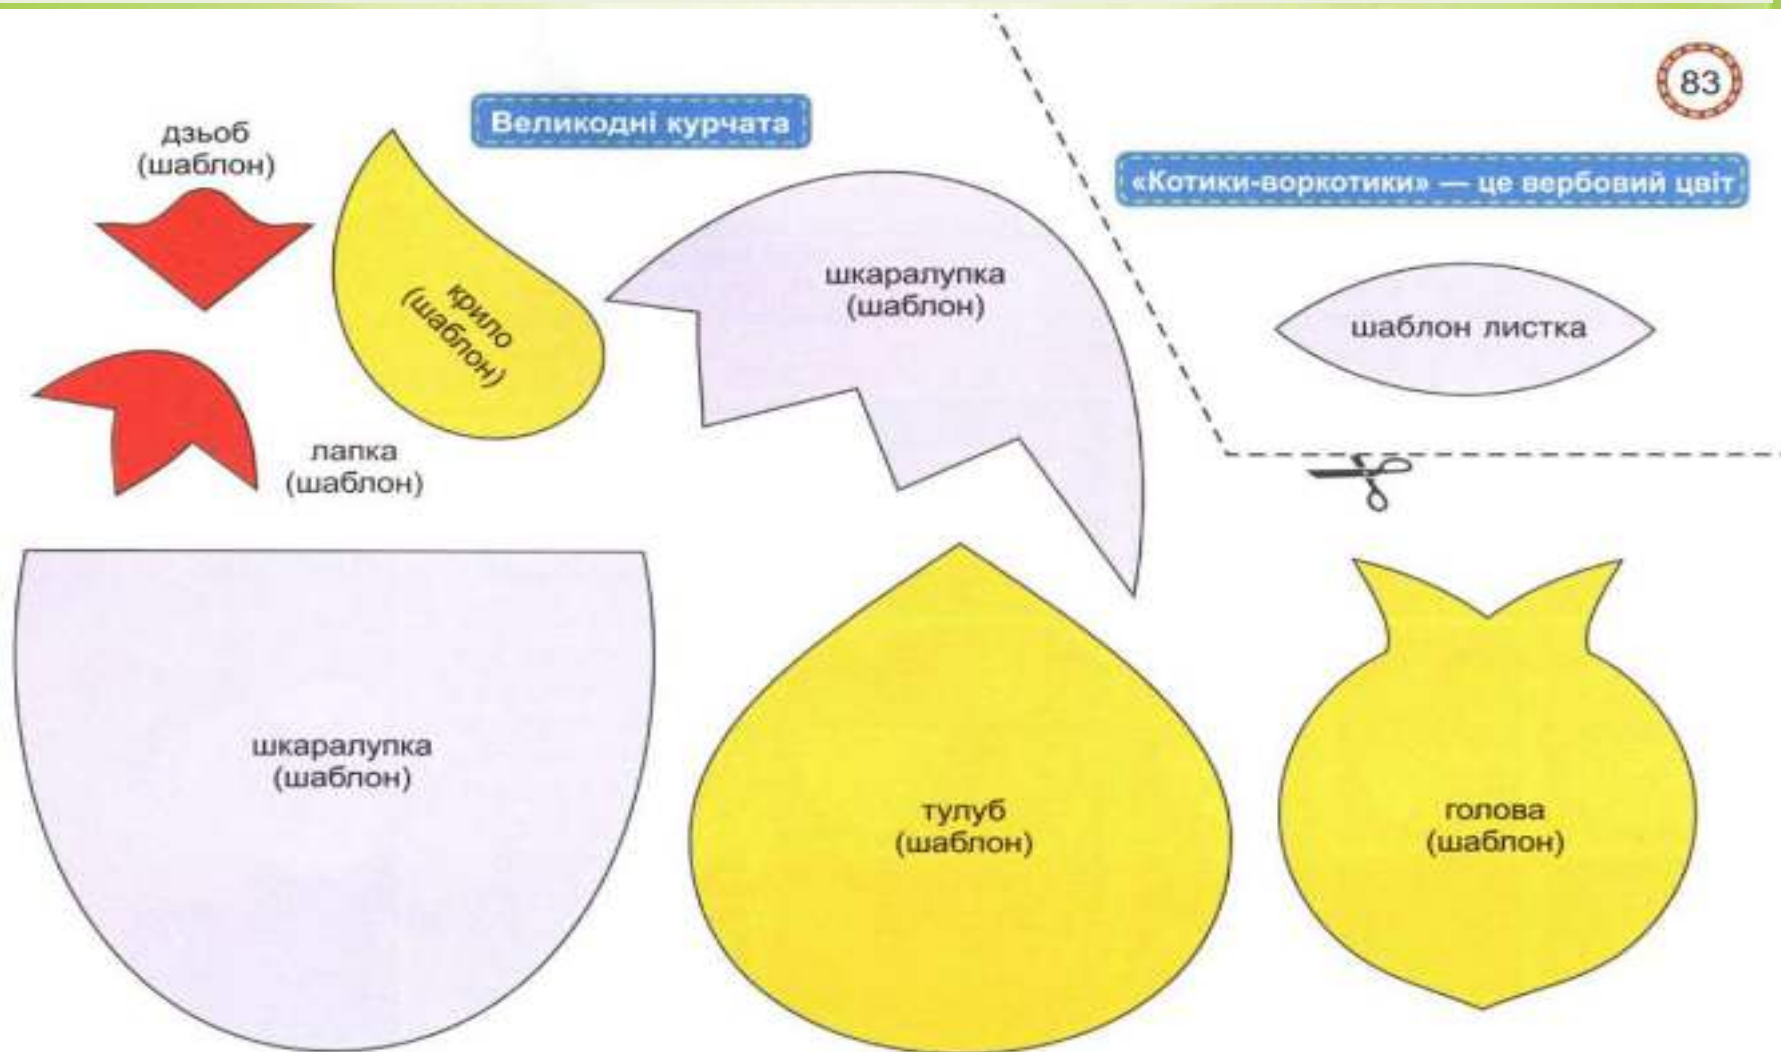 83
Великодні курчата
«Котики-воркотики» — це вербовий цвіт
дзьоб
(шаблон)
крило
(шаблон)
шкаралупка
(шаблон)
шаблон листка
лапка
(шаблон)
шкаралупка
(шаблон)
тулуб
(шаблон)
голова
(шаблон)